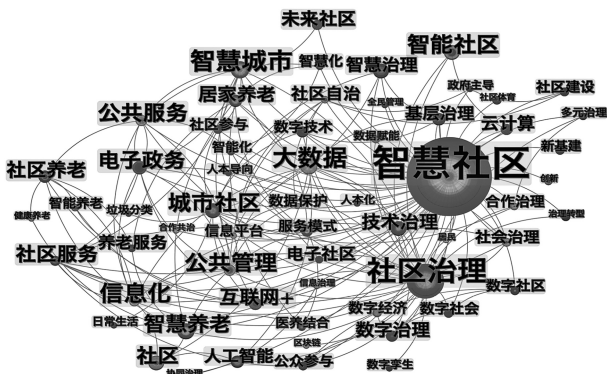 未来社区
智能社区
智慧城市
智慧化
智慧治理
居家养老
社区自治
政府主导
社区建设
全民管理
社区体育
公共服务
社区参与
数字技术
基层治理
云计算
多元治理
数据赋能
智能化
新基建
社区养老
电子政务
人本导向
大数据
智慧社区
创新
智能养老
垃圾分类
城市社区
数据保护
人本化
合作治理
健康养老
合作共治
信息平台
服务模式
技术治理
治理转型
社区服务
养老服务
居民
社会治理
公共管理
电子社区
社区治理
信息治理
数字社区
信息化
互联网+
日常生活
智慧养老
医养结合
数字经济
数字社会
数字治理
区块链
社区
人工智能
公众参与
数字孪生
协同治理